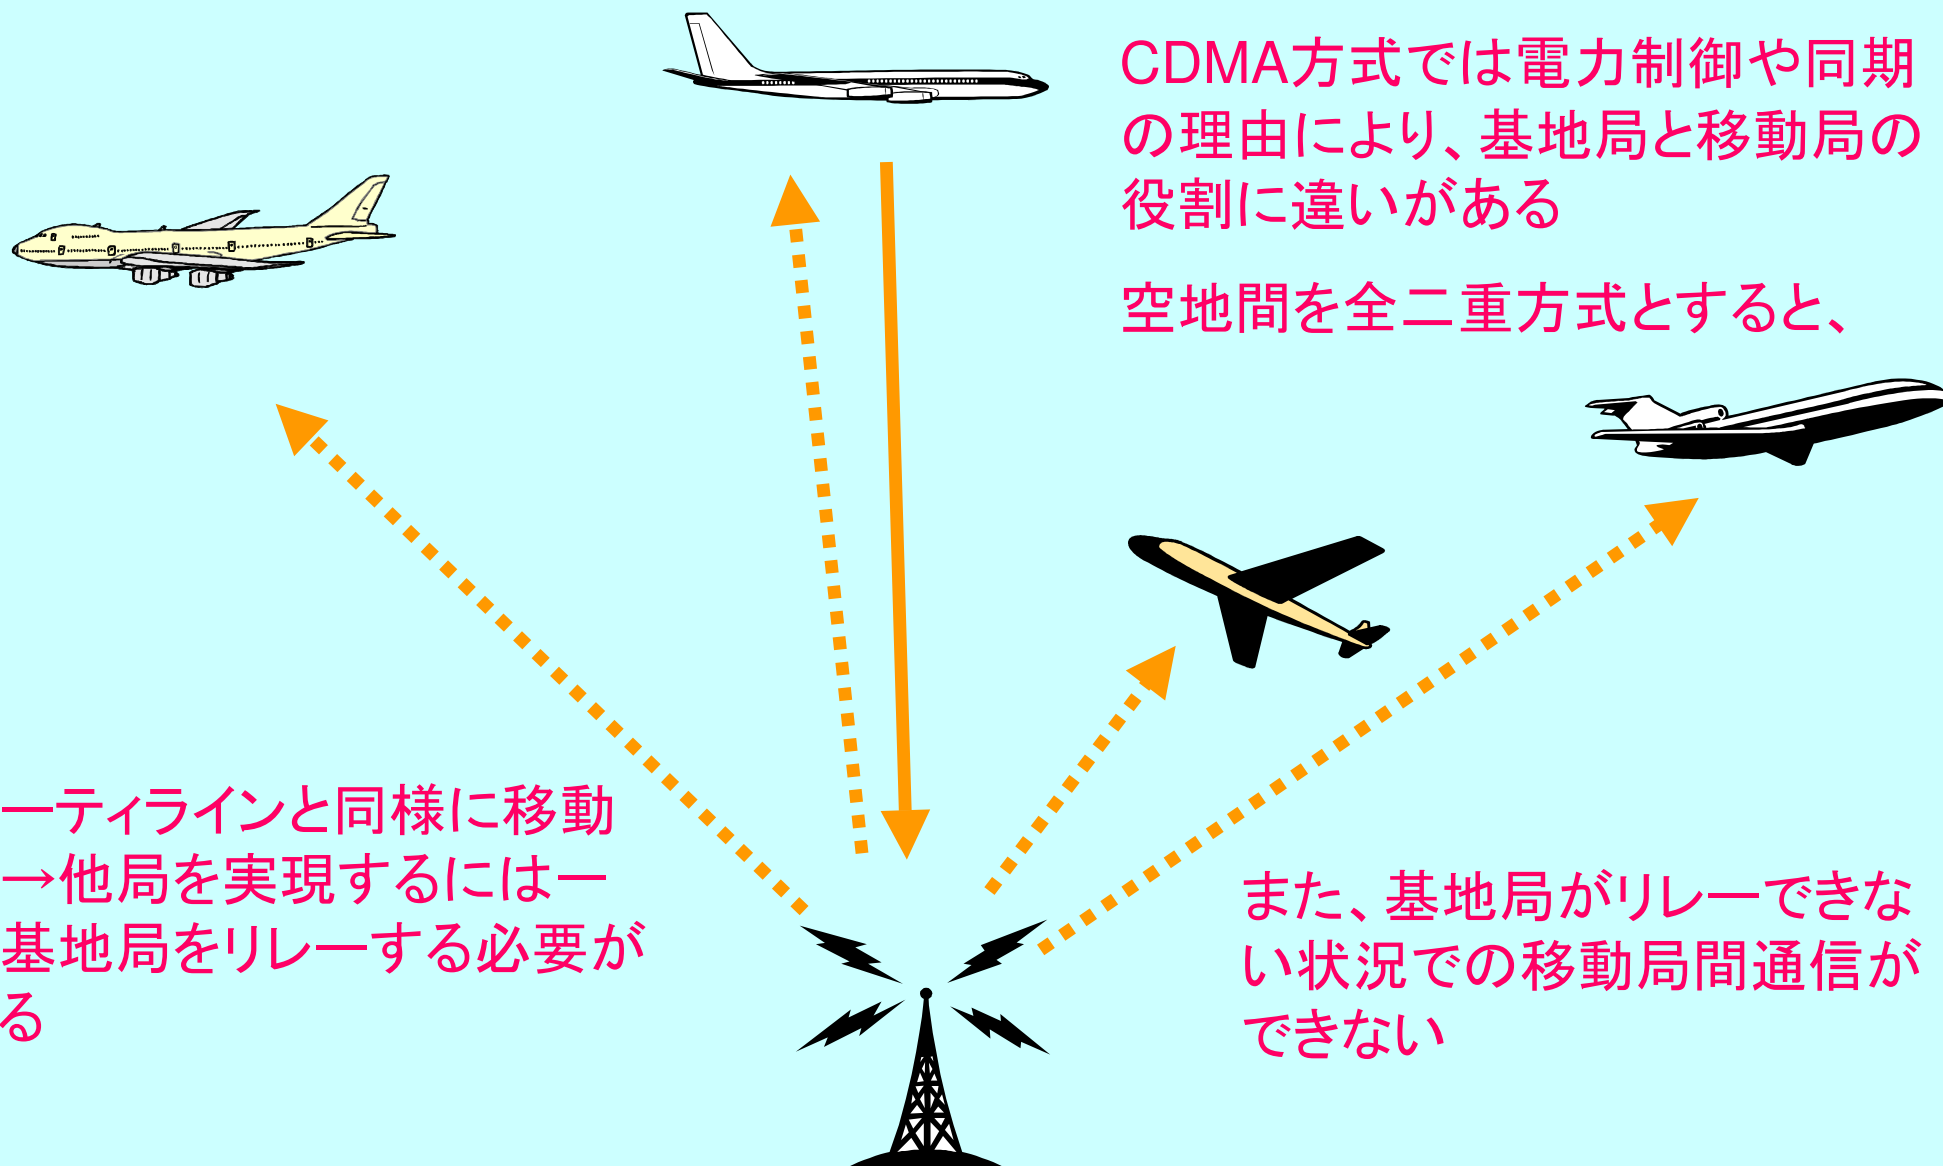 CDMA方式では電力制御や同期
の理由により、基地局と移動局の
役割に違いがある
空地間を全二重方式とすると、
ーティラインと同様に移動
→他局を実現するには一
基地局をリレーする必要が
る
また、基地局がリレーできな
い状況での移動局間通信が
できない